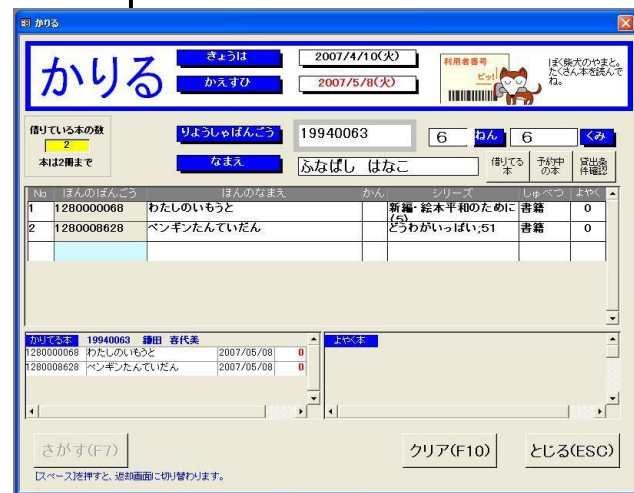 かりる
かりる
きょうは 2007/4/10(火)
かえすひ 2007/5/8(火)
利用者番号
ピッ!
ぼく柴犬のやまと。
たくさん本を読んで
ね。
借りている本の数
2
本は2冊まで
りようしゃばんごう 19940063 6 ねん 6 くみ
なまえ ふなばし はなこ
借りてる
本
予約中
の本
貸出条
件確認
No ほんのばんごう ほんのなまえ かん シリーズ しゅべつ よやく
1 1280000068 わたしのいもうと 新編・絵本平和のために 書籍 0
(5)
2 1280008628 ペンギンたんていだん どうわがいっぱい;51 書籍 0
かりてる本 19940063 鎌田 喜代美
1280000068 わたしのいもうと 2007/05/08 0
1280008628 ペンギンたんていだん 2007/05/08 0
よやく本
さがす(F7) クリア(F10) とじる(ESC)
[スペース]を押すと、返却画面に切り替わります。